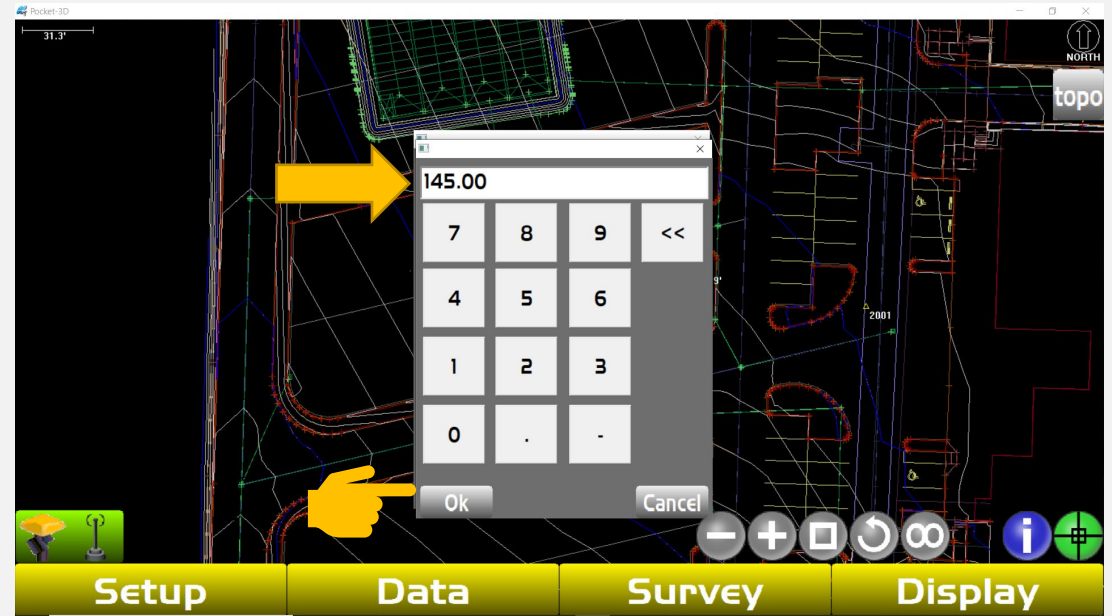 Pocket-3D
31.3'
NORTH
topo
145.00
7 8 9 <<
4 5 6
9'
2001
1 2 3
0 . -
Ok Cancel
Setup Data Survey Display